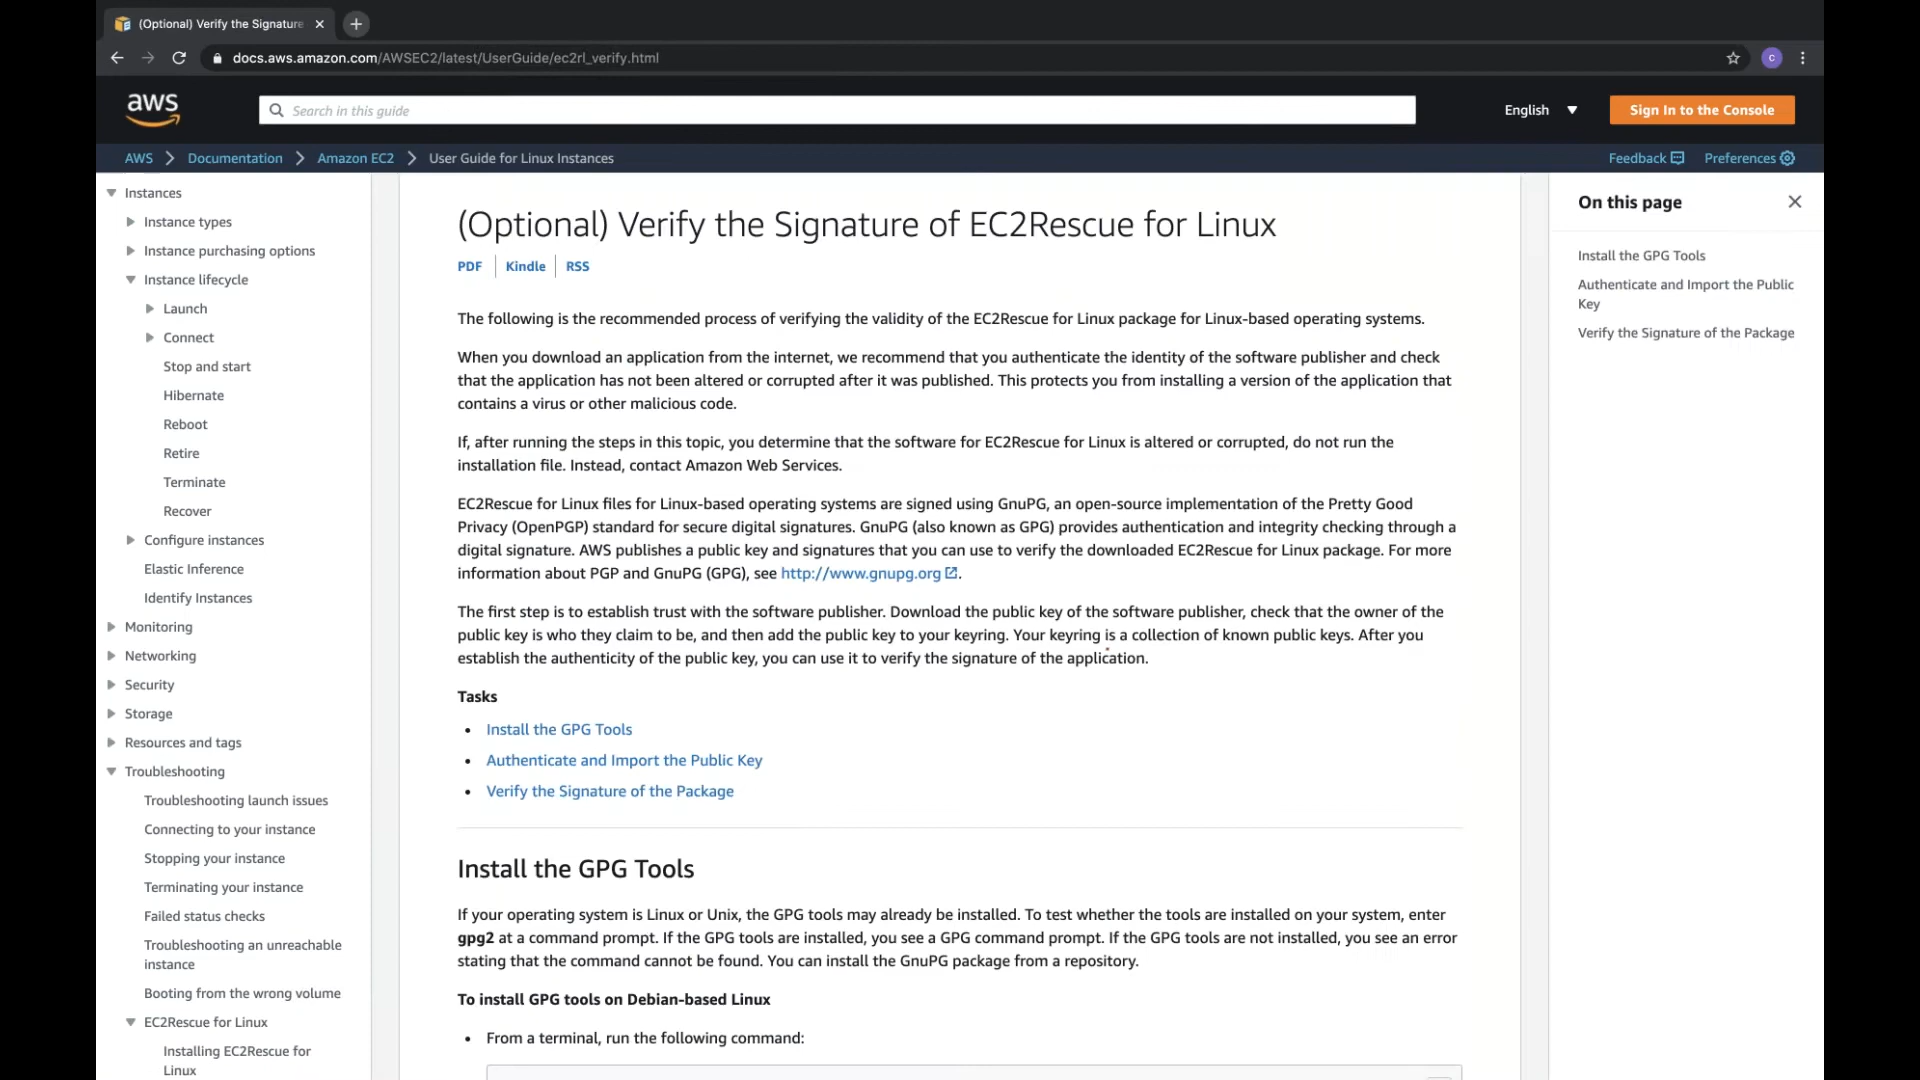 (Optional) Verify the Signature
docs.aws.amazon.com/AWSEC2/latest/UserGuide/ec2rl_verify.html
c
aws
Search in this guide
English
Sign In to the Console
AWS
Documentation
Amazon EC2
User Guide for Linux Instances
Feedback
Preferences
Instances
Instance types
Instance purchasing options
Instance lifecycle
Launch
Connect
Stop and start
Hibernate
Reboot
Retire
Terminate
Recover
Configure instances
Elastic Inference
Identify Instances
Monitoring
Networking
Security
Storage
Resources and tags
Troubleshooting
Troubleshooting launch issues
Connecting to your instance
Stopping your instance
Terminating your instance
Failed status checks
Troubleshooting an unreachable
instance
Booting from the wrong volume
EC2Rescue for Linux
Installing EC2Rescue for
Linux
(Optional) Verify the Signature of EC2Rescue for Linux
PDF
Kindle
RSS
The following is the recommended process of verifying the validity of the EC2Rescue for Linux package for Linux-based operating systems.
When you download an application from the internet, we recommend that you authenticate the identity of the software publisher and check
that the application has not been altered or corrupted after it was published. This protects you from installing a version of the application that
contains a virus or other malicious code.
If, after running the steps in this topic, you determine that the software for EC2Rescue for Linux is altered or corrupted, do not run the
installation file. Instead, contact Amazon Web Services.
EC2Rescue for Linux files for Linux-based operating systems are signed using GnuPG, an open-source implementation of the Pretty Good
Privacy (OpenPGP) standard for secure digital signatures. GnuPG (also known as GPG) provides authentication and integrity checking through a
digital signature. AWS publishes a public key and signatures that you can use to verify the downloaded EC2Rescue for Linux package. For more
information about PGP and GnuPG (GPG), see http://www.gnupg.org.
The first step is to establish trust with the software publisher. Download the public key of the software publisher, check that the owner of the
public key is who they claim to be, and then add the public key to your keyring. Your keyring is a collection of known public keys. After you
establish the authenticity of the public key, you can use it to verify the signature of the application.
Tasks
• Install the GPG Tools
• Authenticate and Import the Public Key
• Verify the Signature of the Package
Install the GPG Tools
If your operating system is Linux or Unix, the GPG tools may already be installed. To test whether the tools are installed on your system, enter
gpg2 at a command prompt. If the GPG tools are installed, you see a GPG command prompt. If the GPG tools are not installed, you see an error
stating that the command cannot be found. You can install the GnuPG package from a repository.
To install GPG tools on Debian-based Linux
• From a terminal, run the following command:
On this page
Install the GPG Tools
Authenticate and Import the Public
Key
Verify the Signature of the Package